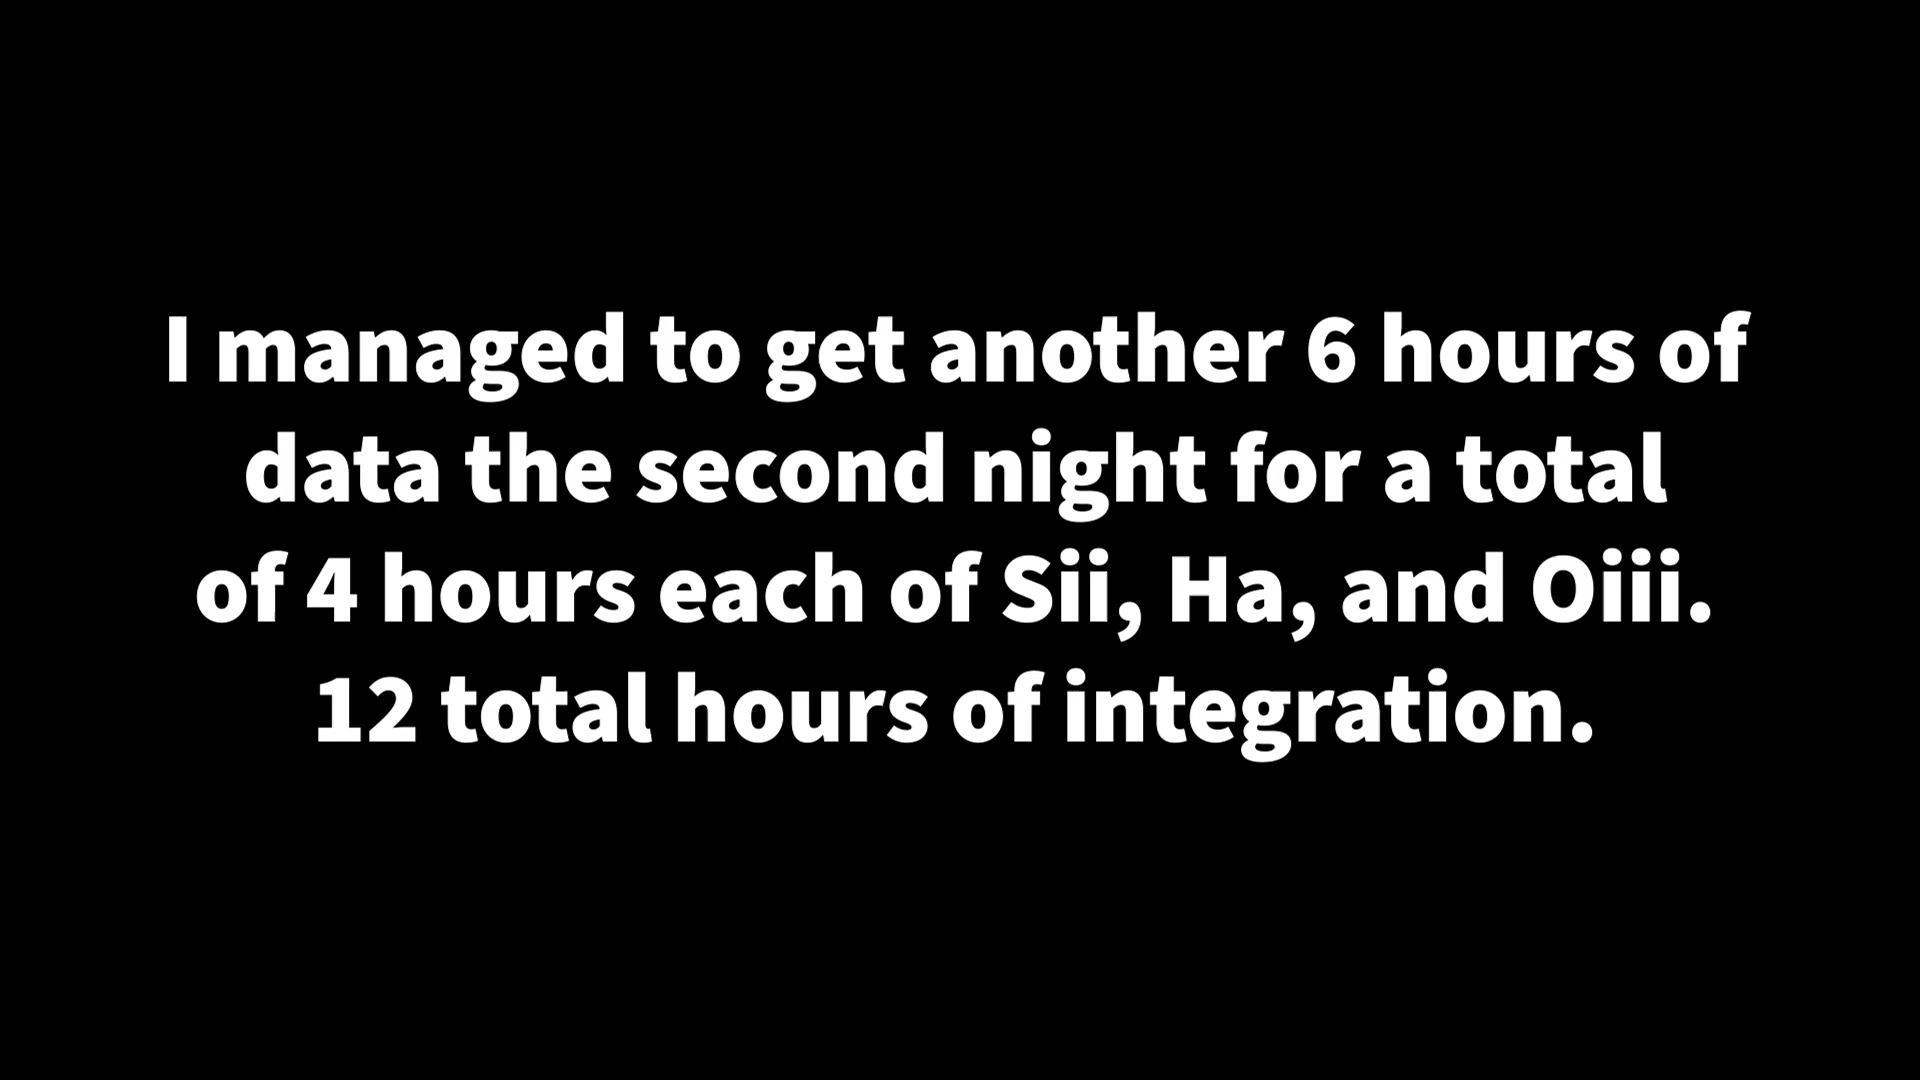 I managed to get another 6 hours of
data the second night for a total
of 4 hours each of Sii, Ha, and Oiii.
12 total hours of integration.